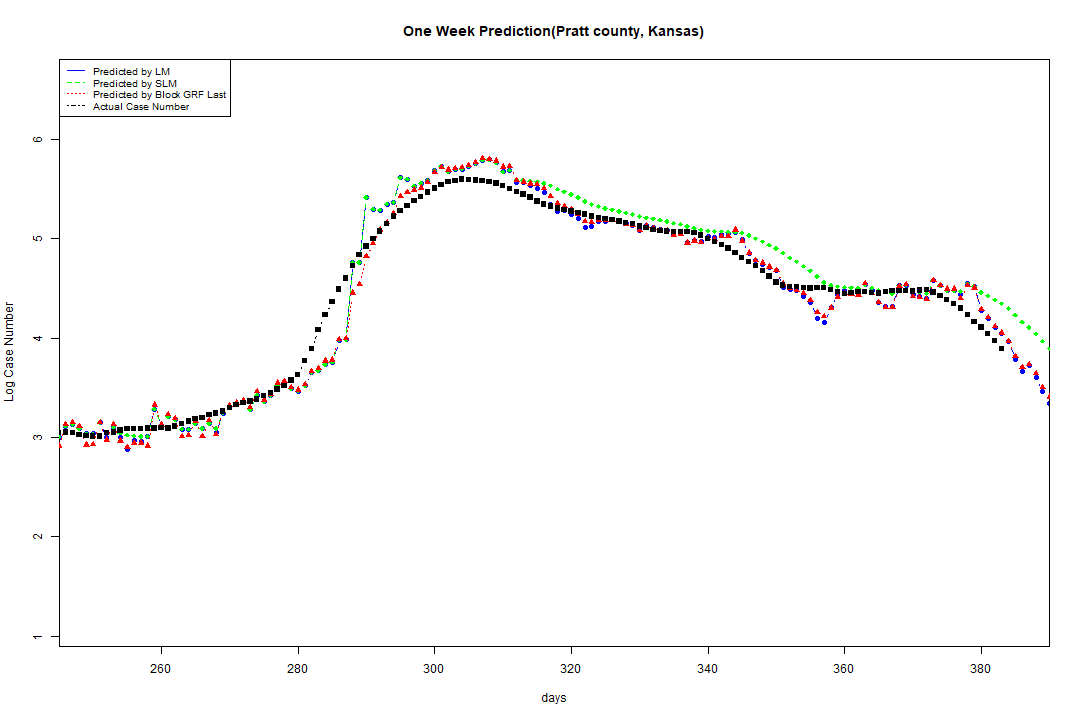 One Week Prediction(Pratt county, Kansas)
Predicted by LM
Predicted by SLM
Predicted by Block GRF Last
Actual Case Number
6
5
4
3
2
1
Log Case Number
260 280 300 320 340 360 380
days